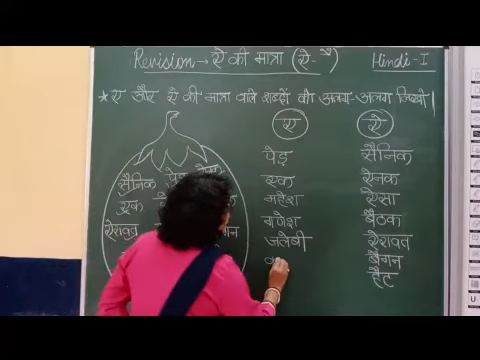 Revision → ऐ की मात्रा (ऐ-ै) Hindi-I
★ ए और ऐ की मात्रा वाले शब्दों को अलग-अलग लिखो।
ए ऐ
पेड़ सैनिक
एक ऐनक
महेश ऐसा
गणेश बैठक
जलेबी ऐरावत
बैंगन
टैंट
सैनिक पेड़
एक
ऐरावत